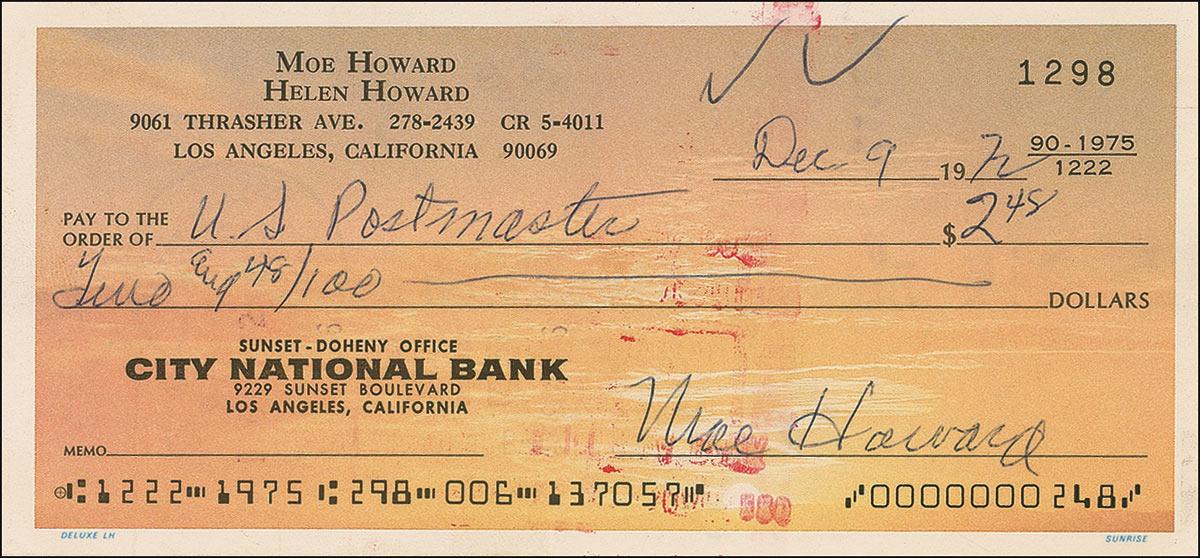 MOE HOWARD
HELEN HOWARD
9061 THRASHER AVE. 278-2439 CR 5-4011
LOS ANGELES, CALIFORNIA 90069
1298
Dec 9 1972
90-1975
1222
PAY TO THE
ORDER OF U.S Postmaster $2 48
Two and 48/100 DOLLARS
SUNSET-DOHENY OFFICE
CITY NATIONAL BANK
9229 SUNSET BOULEVARD
LOS ANGELES, CALIFORNIA
Moe Howard
MEMO
⑆1222⑉1975⑆298⑉006⑉137057⑈ ⑇0000000248⑇
DELUXE LH
SUNRISE